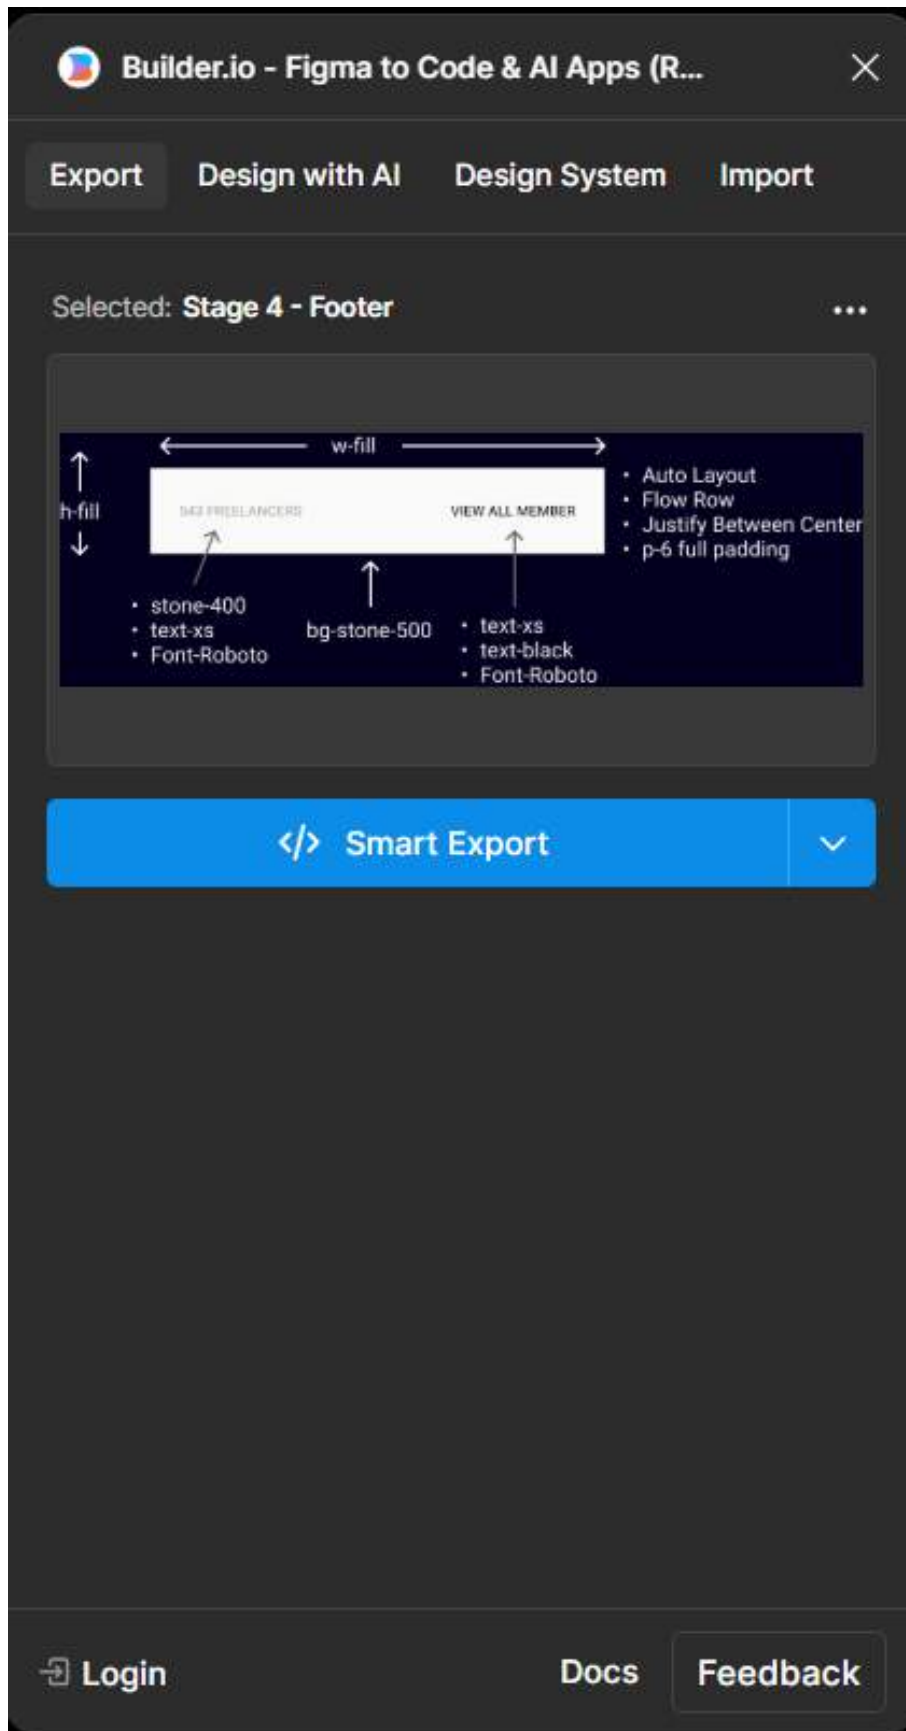 Builder.io - Figma to Code & AI Apps (R...
Export Design with AI Design System Import
Selected: Stage 4 - Footer
w-fill
h-fill
543 FREELANCERS
VIEW ALL MEMBER
• Auto Layout
• Flow Row
• Justify Between Center
• p-6 full padding
• stone-400
• text-xs
• Font-Roboto
bg-stone-500
• text-xs
• text-black
• Font-Roboto
</> Smart Export
Login Docs Feedback